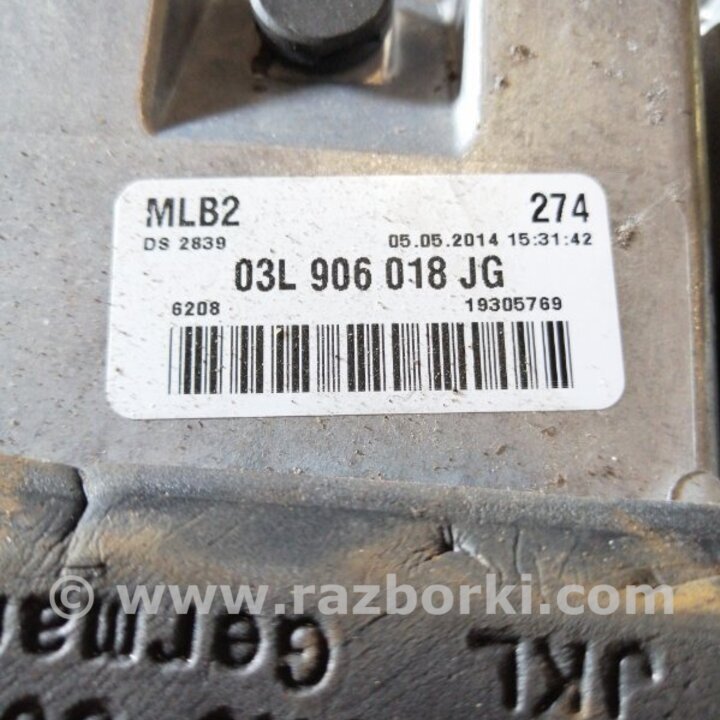 MLB2 274
DS 2839 05.05.2014 15:31:42
03L 906 018 JG
6208 19305769
© www.razborki.com
JKL